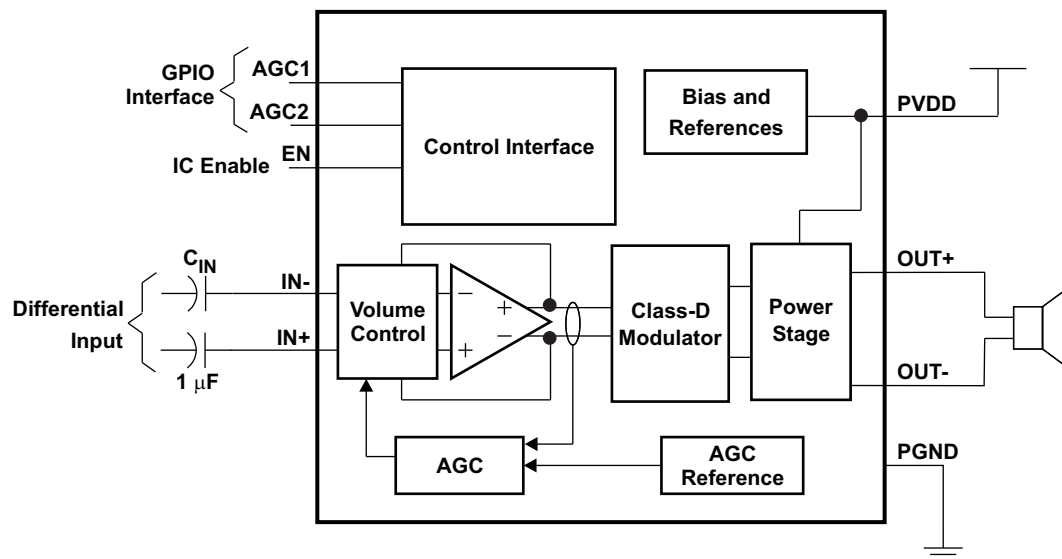 GPIO
Interface
AGC1
AGC2
IC Enable
EN
Control Interface
Bias and
References
PVDD
Differential
Input
C_IN
1 μF
IN-
IN+
Volume
Control
−
+
+
−
Class-D
Modulator
Power
Stage
OUT+
OUT-
AGC
AGC
Reference
PGND